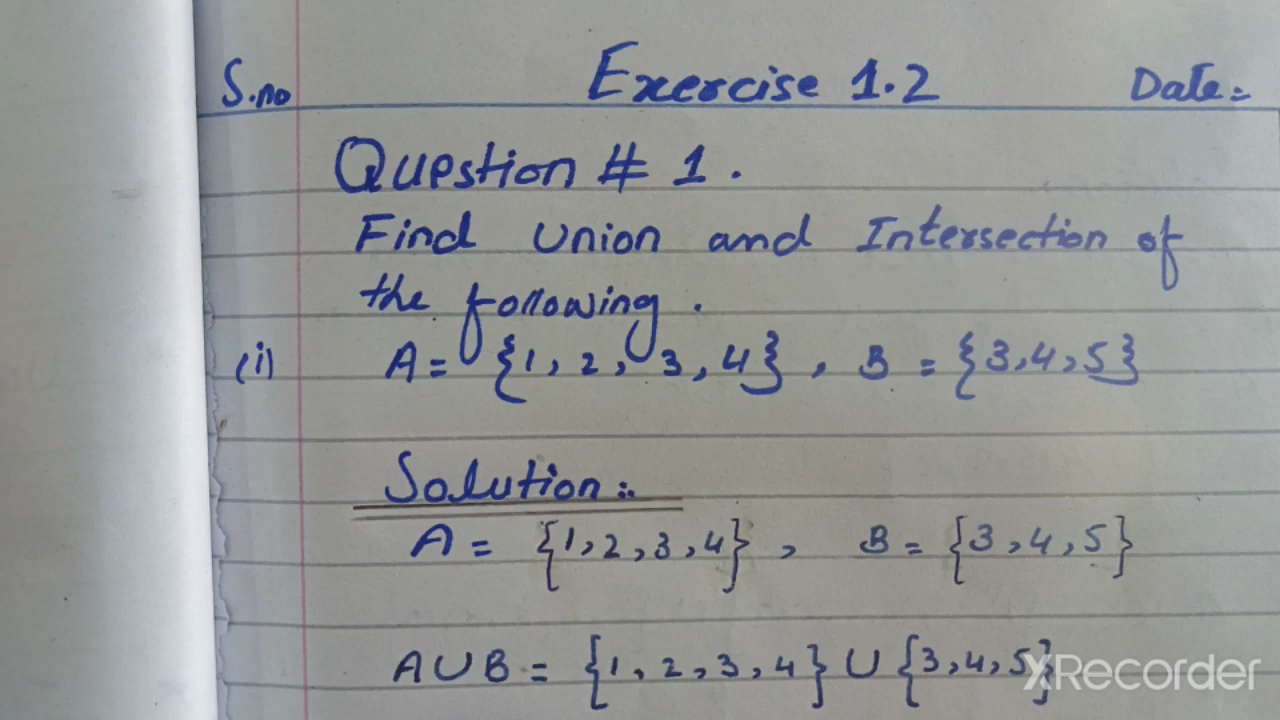 S.no Exercise 1.2 Date:
Question # 1.
Find Union and Intersection of
the following.
(i) A = {1, 2, 3, 4}, B = {3,4,5}
Solution:
A = {1,2,3,4}, B = {3,4,5}
A∪B = {1, 2, 3, 4} ∪ {3,4,5}
XRecorder